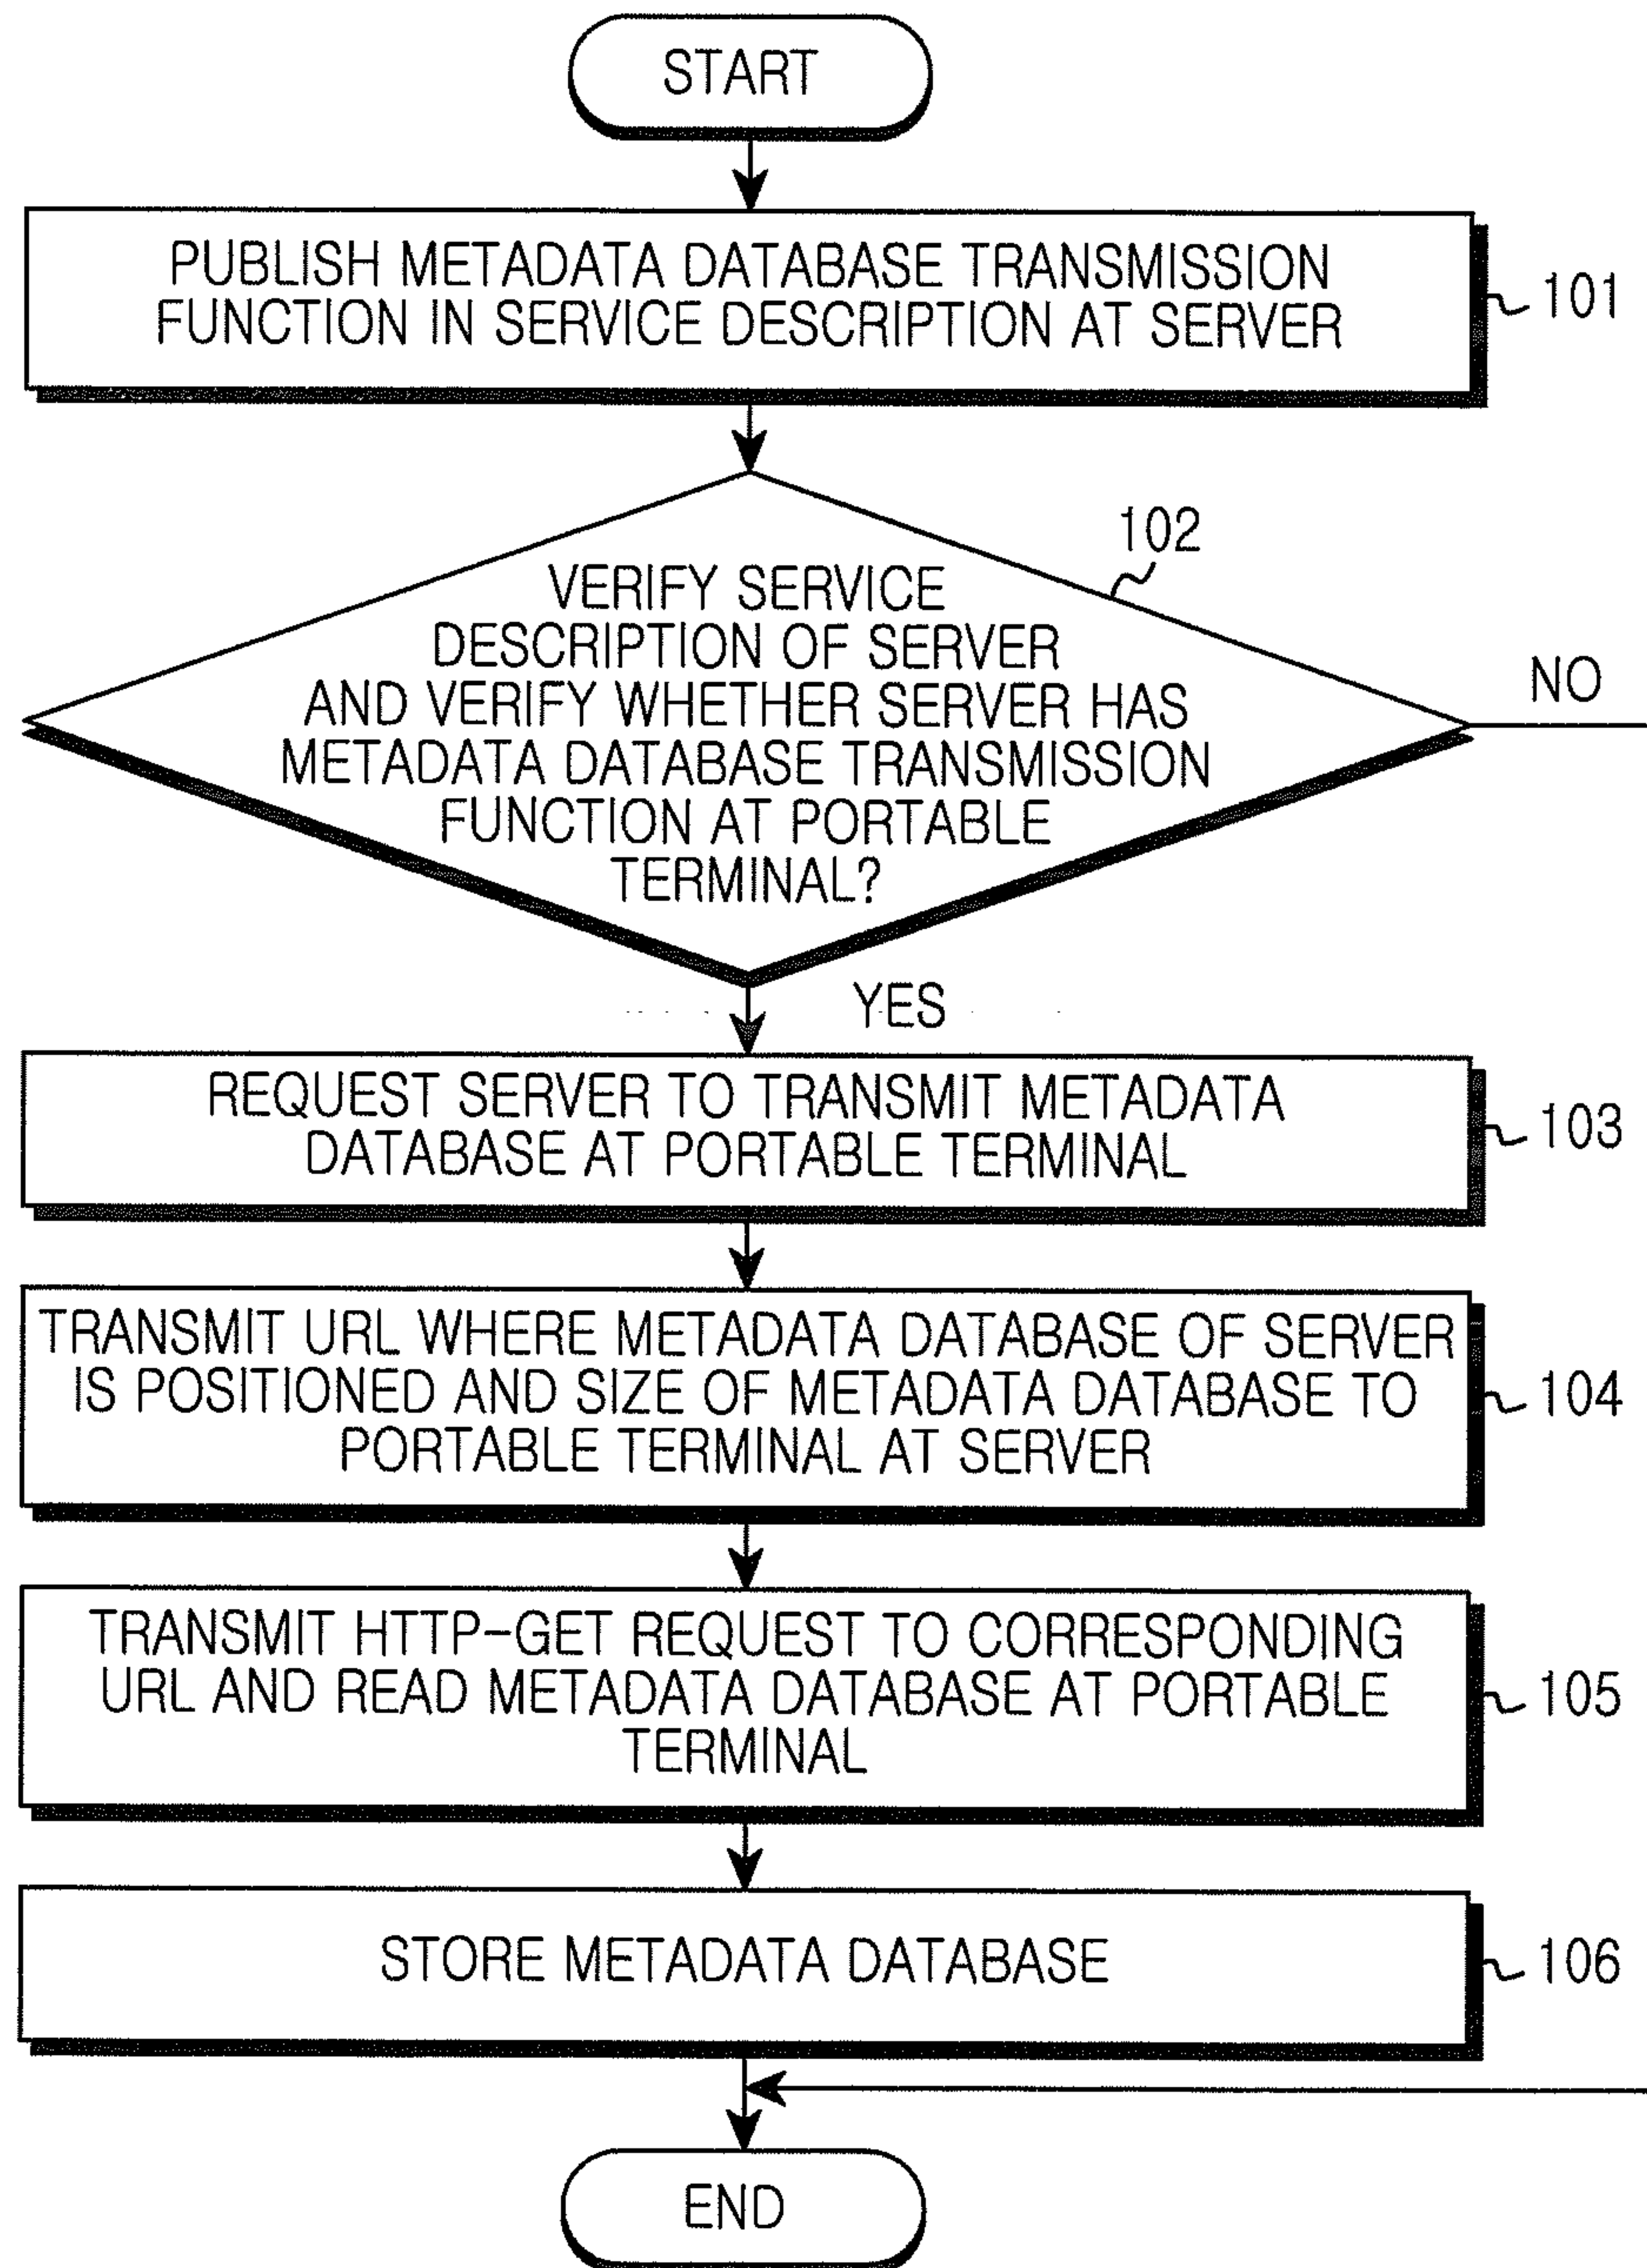 START
PUBLISH METADATA DATABASE TRANSMISSION
FUNCTION IN SERVICE DESCRIPTION AT SERVER
101
102
VERIFY SERVICE
DESCRIPTION OF SERVER
AND VERIFY WHETHER SERVER HAS
METADATA DATABASE TRANSMISSION
FUNCTION AT PORTABLE
TERMINAL?
NO
YES
REQUEST SERVER TO TRANSMIT METADATA
DATABASE AT PORTABLE TERMINAL
103
TRANSMIT URL WHERE METADATA DATABASE OF SERVER
IS POSITIONED AND SIZE OF METADATA DATABASE TO
PORTABLE TERMINAL AT SERVER
104
TRANSMIT HTTP-GET REQUEST TO CORRESPONDING
URL AND READ METADATA DATABASE AT PORTABLE
TERMINAL
105
STORE METADATA DATABASE
106
END